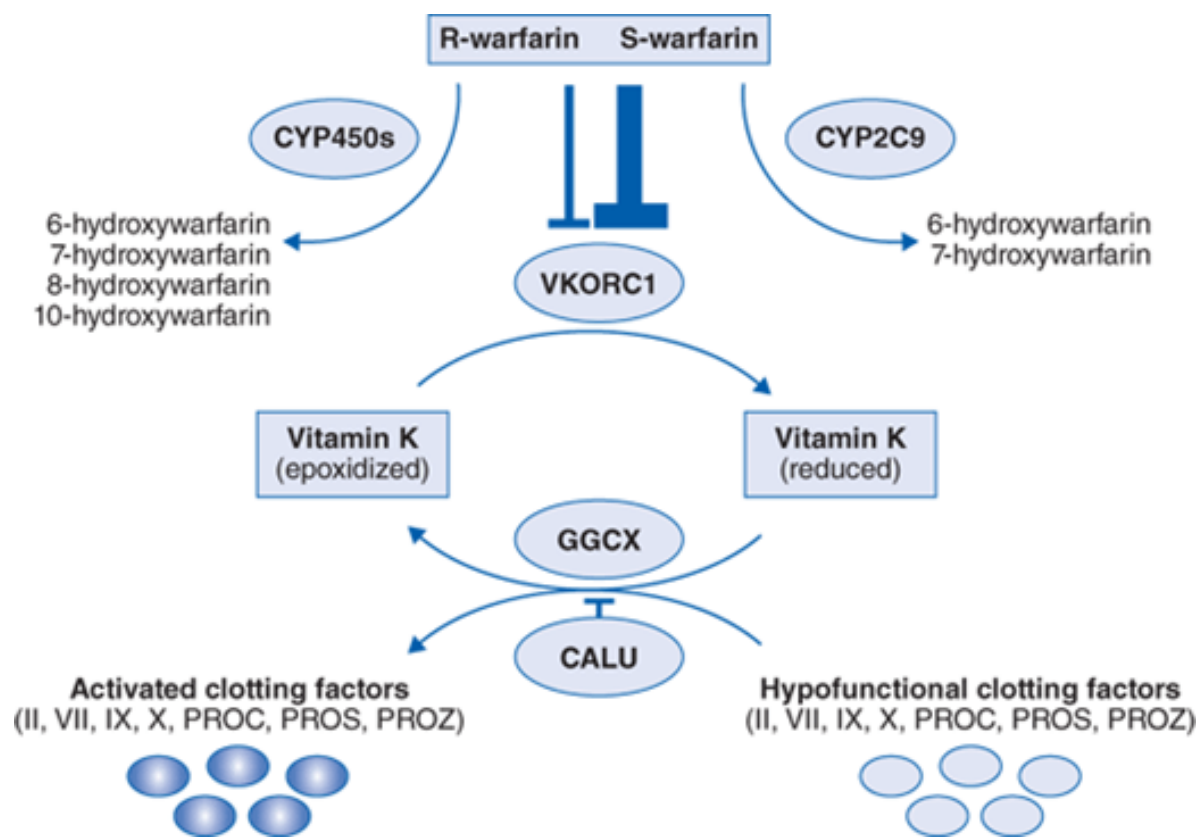 R-warfarin S-warfarin
CYP450s
CYP2C9
6-hydroxywarfarin
7-hydroxywarfarin
8-hydroxywarfarin
10-hydroxywarfarin
6-hydroxywarfarin
7-hydroxywarfarin
VKORC1
Vitamin K
(epoxidized)
Vitamin K
(reduced)
GGCX
CALU
Activated clotting factors
(II, VII, IX, X, PROC, PROS, PROZ)
Hypofunctional clotting factors
(II, VII, IX, X, PROC, PROS, PROZ)